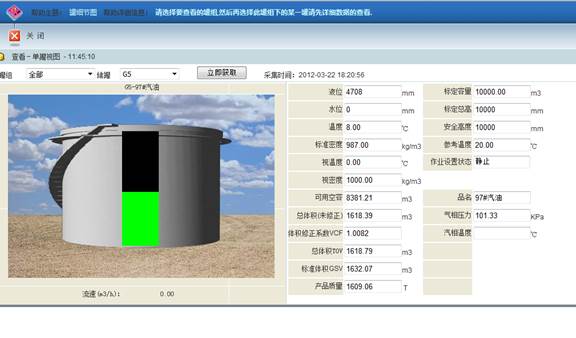 帮助主题: 罐组节图 帮助详细信息: 请选择要查看的罐组,然后再选择此罐组下的某一罐请先详细数据的查看.
关 闭
查看 - 单罐视图 - 11:45:10
罐组 全部 储罐 G5 立即获取 采集时间: 2012-03-22 18:20:56
G5-97#汽油
液位 4708 mm 标定容量 10000.00 m3
水位 0 mm 标定总高 10000 mm
温度 8.00 ℃ 安全高度 10000 mm
标准密度 987.00 kg/m3 参考温度 20.00 ℃
视温度 0.00 ℃ 作业设置状态 静止
视密度 1000.00 kg/m3
可用空容 8381.21 m3 品名 97#汽油
总体积(未修正) 1618.39 m3 气相压力 101.33 KPa
体积修正系数VCF 1.0082 汽相温度 ℃
总体积TOV 1618.79 m3
标准体积GSV 1632.07 m3
产品质量 1609.06 T
流速(m3/h): 0.00